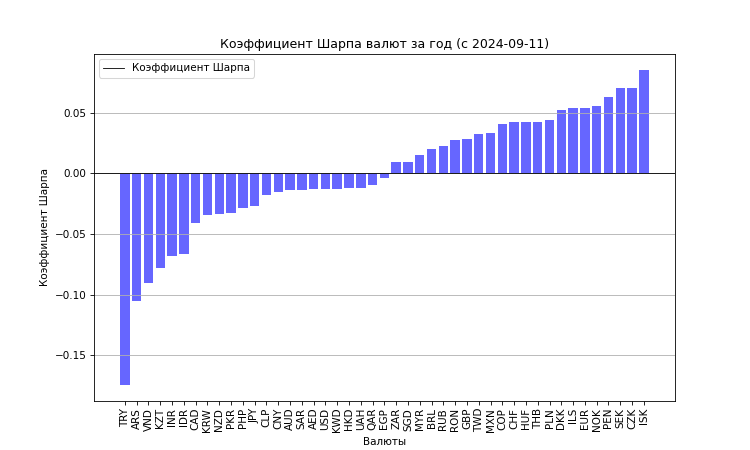 Коэффициент Шарпа валют за год (с 2024-09-11)
Коэффициент Шарпа
0.05
0.00
−0.05
−0.10
−0.15
Коэффициент Шарпа
TRY ARS VND KZT INR IDR CAD KRW NZD PKR PHP JPY CLP CNY AUD SAR AED USD KWD HKD UAH QAR EGP ZAR SGD MYR BRL RUB RON GBP TWD MXN COP CHF HUF THB PLN DKK ILS EUR NOK PEN SEK CZK ISK
Валюты